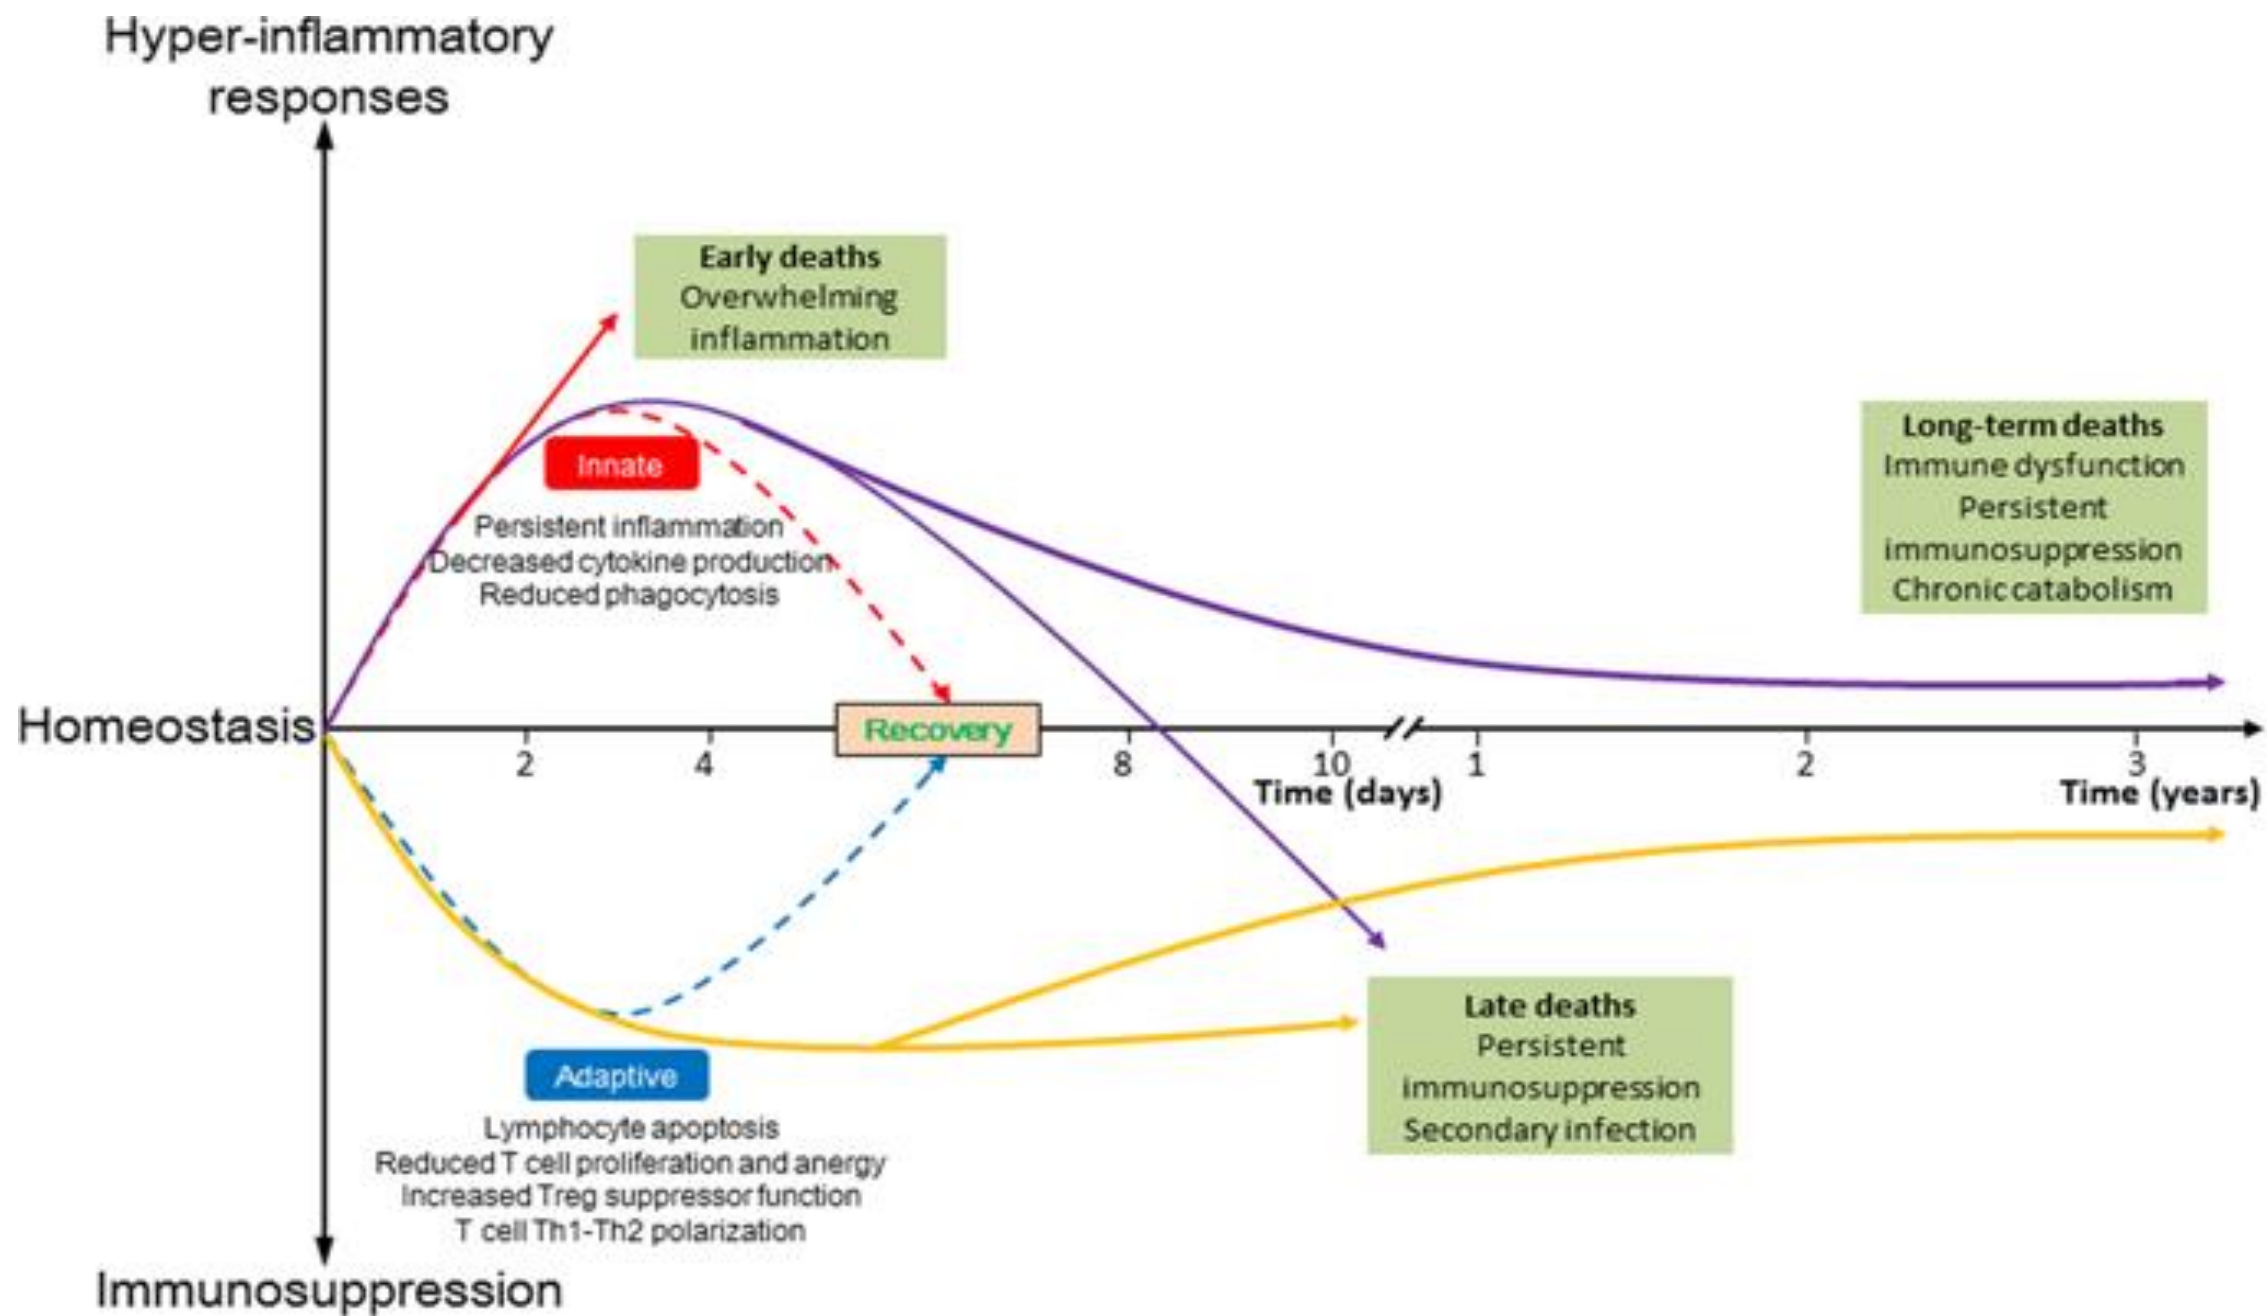 Hyper-inflammatory
responses
Early deaths
Overwhelming
inflammation
Innate
Persistent inflammation
Decreased cytokine production
Reduced phagocytosis
Long-term deaths
Immune dysfunction
Persistent
immunosuppression
Chronic catabolism
Homeostasis
Recovery
2 4 8 10 1 2 3
Time (days) Time (years)
Late deaths
Persistent
immunosuppression
Secondary infection
Adaptive
Lymphocyte apoptosis
Reduced T cell proliferation and anergy
Increased Treg suppressor function
T cell Th1-Th2 polarization
Immunosuppression